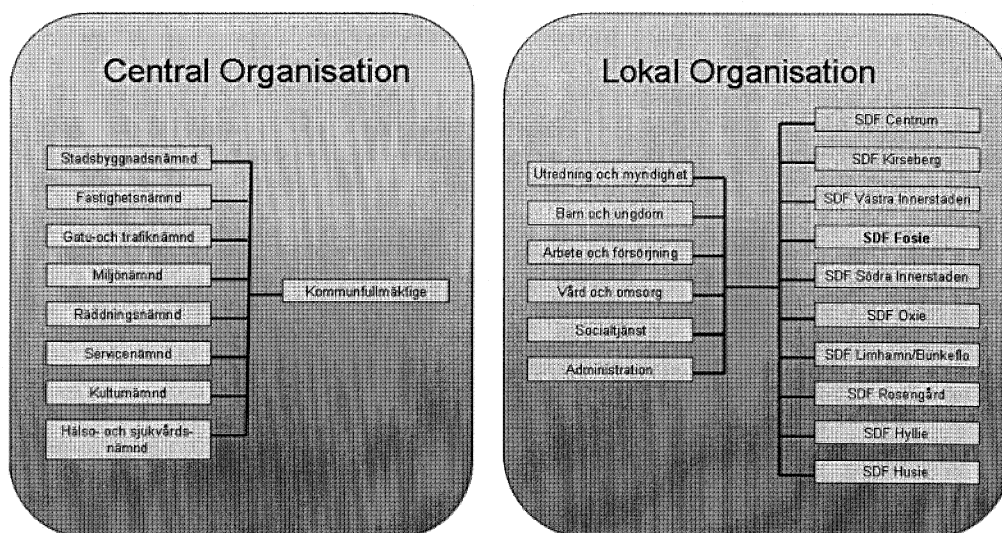 Central Organisation
Stadsbyggnadsnämnd
Fastighetsnämnd
Gatu-och trafiknämnd
Miljönämnd
Räddningsnämnd
Servicenämnd
Kulturnämnd
Hälso- och sjukvårds-
nämnd
Kommunfullmäktige
Lokal Organisation
Utredning och myndighet
Barn och ungdom
Arbete och försörjning
Vård och omsorg
Socialtjänst
Administration
SDF Centrum
SDF Kirseberg
SDF Västra Innerstaden
SDF Fosie
SDF Södra Innerstaden
SDF Oxie
SDF Limhamn/Bunkeflo
SDF Rosengård
SDF Hyllie
SDF Husie